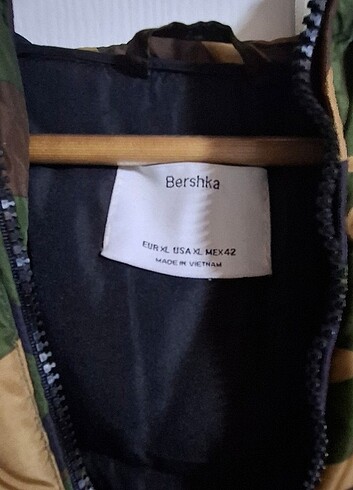 Bershka
EUR XL USA XL MEX 42
MADE IN VIETNAM